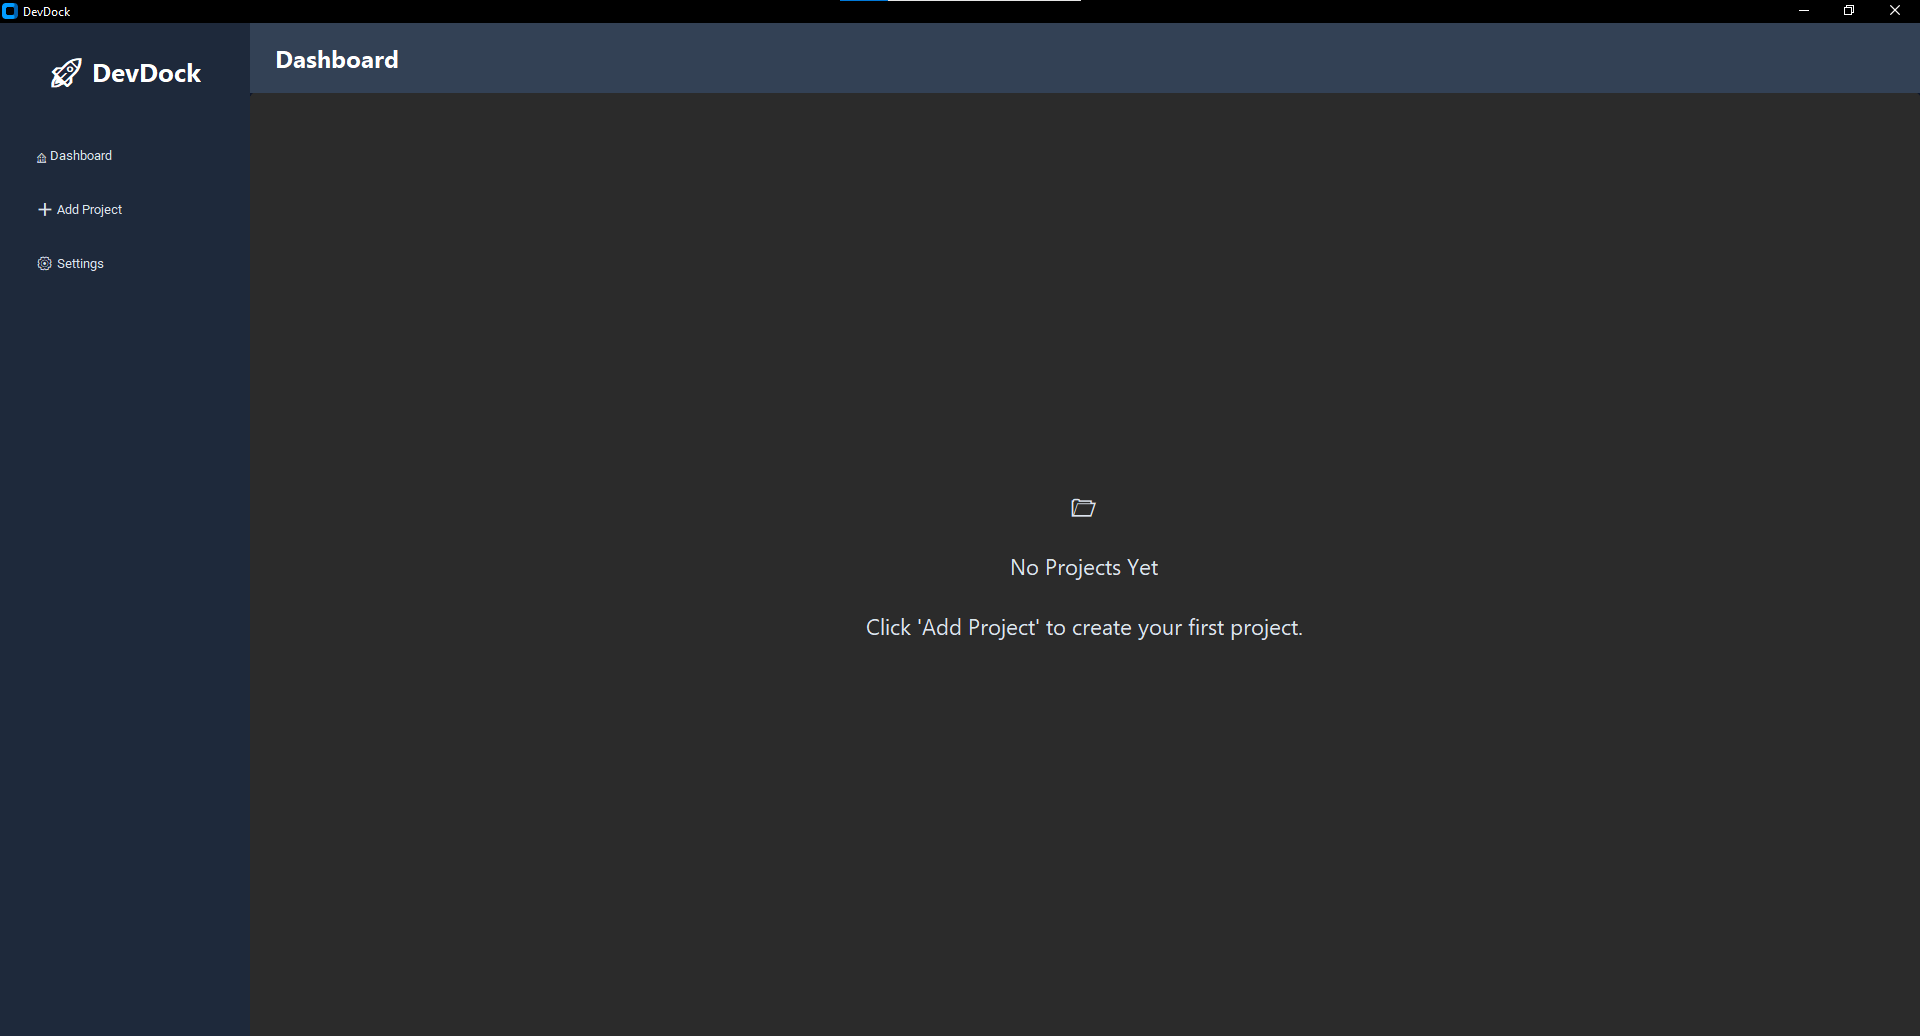 DevDock
DevDock
Dashboard
Dashboard
Add Project
Settings
No Projects Yet
Click 'Add Project' to create your first project.